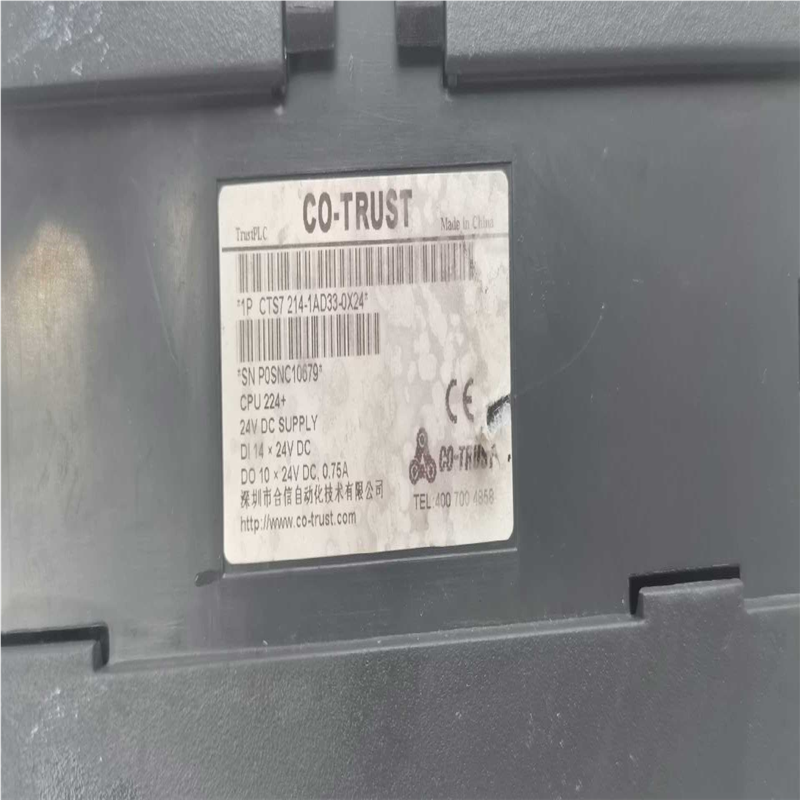 CO-TRUST
TrustPLC Made in China
*1P CTS7 214-1AD33-0X24*
*SN P0SNC10679*
CPU 224+
24V DC SUPPLY
DI 14 × 24V DC
DO 10 × 24V DC, 0.75A
深圳市合信自动化技术有限公司
http://www.co-trust.com
CE
CO-TRUST
TEL:400 700 4858